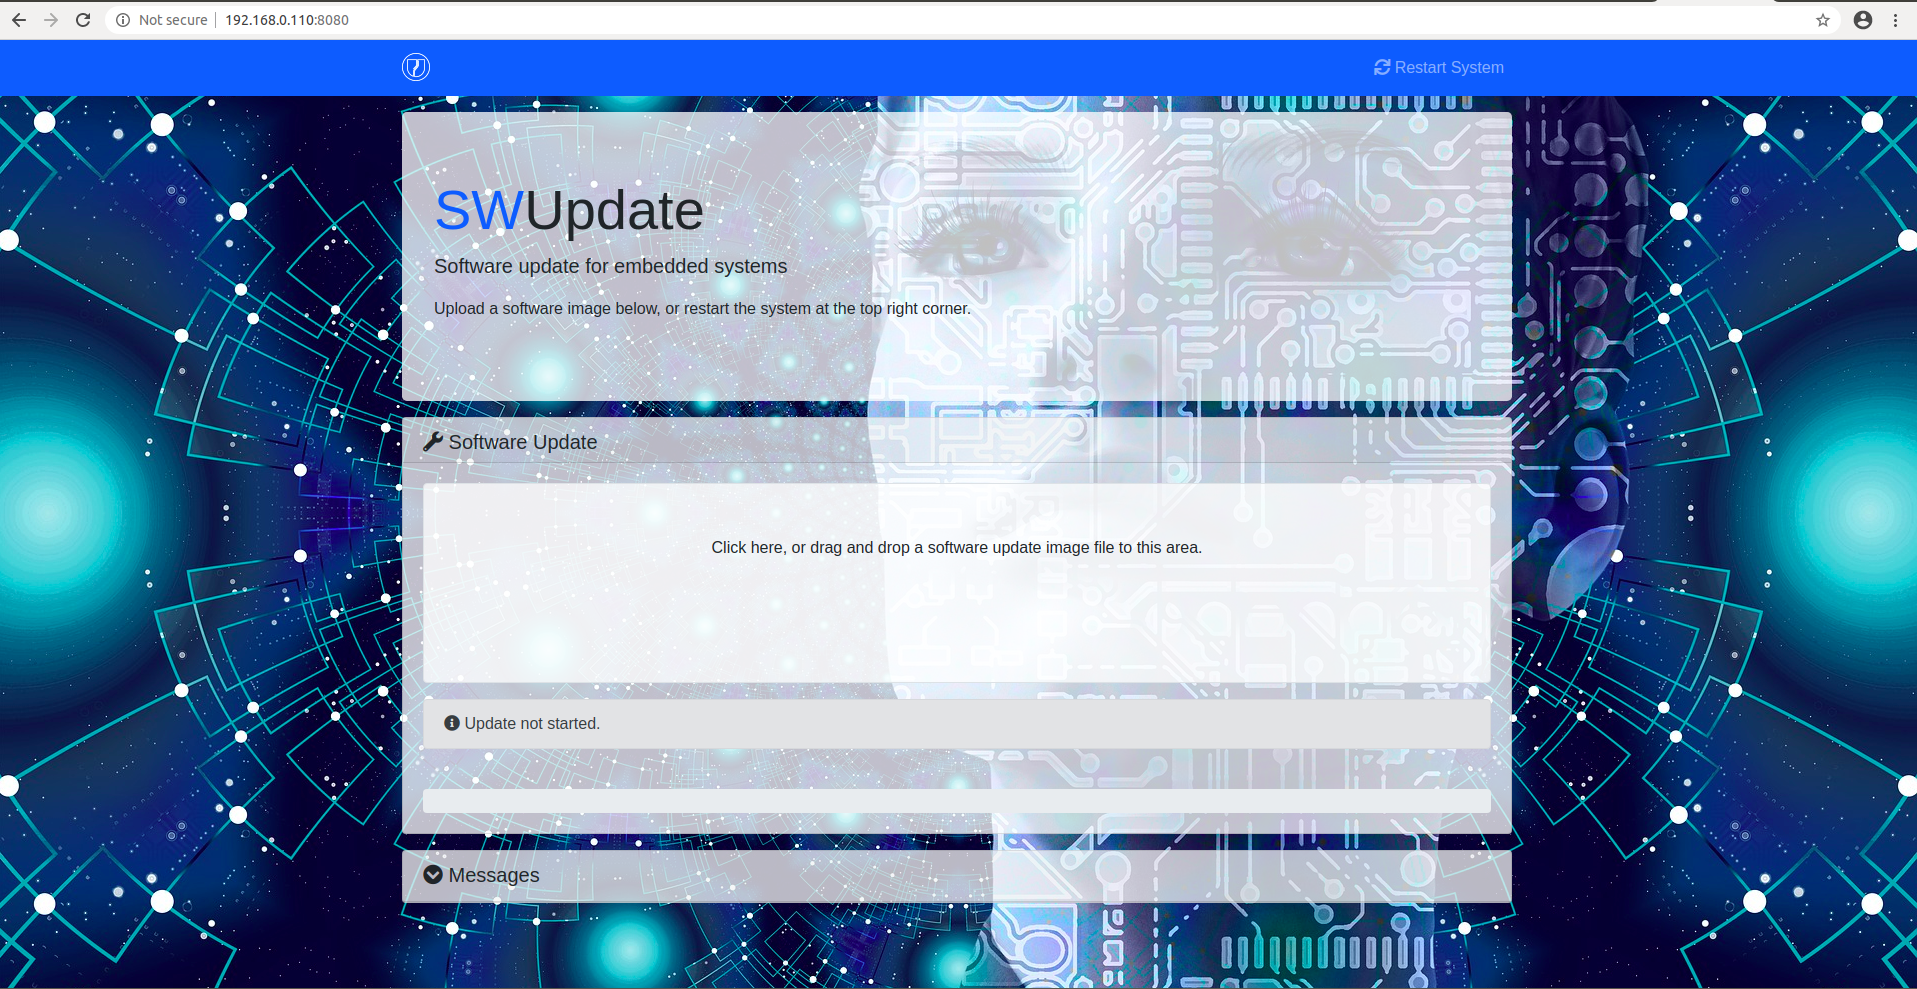 Not secure | 192.168.0.110:8080
Restart System
SWUpdate
Software update for embedded systems
Upload a software image below, or restart the system at the top right corner.
Software Update
Click here, or drag and drop a software update image file to this area.
Update not started.
Messages